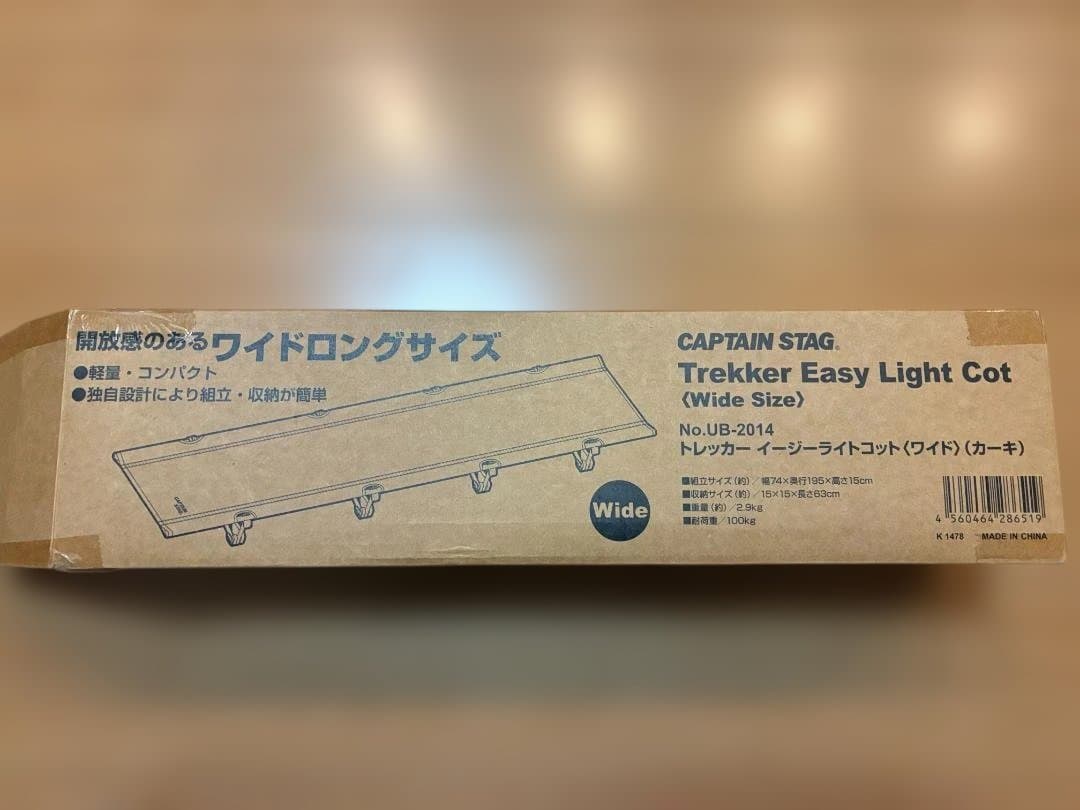 開放感のあるワイドロングサイズ
●軽量・コンパクト
●独自設計により組立・収納が簡単
CAPTAIN STAG®
Trekker Easy Light Cot
〈Wide Size〉
No.UB-2014
トレッカー イージーライトコット〈ワイド〉(カーキ)
■組立サイズ(約)/幅74×奥行195×高さ15cm
■収納サイズ(約)/15×15×長さ63cm
■重量(約)/2.9kg
■耐荷重/100kg
Wide
4 560464 286519
K 1478 MADE IN CHINA